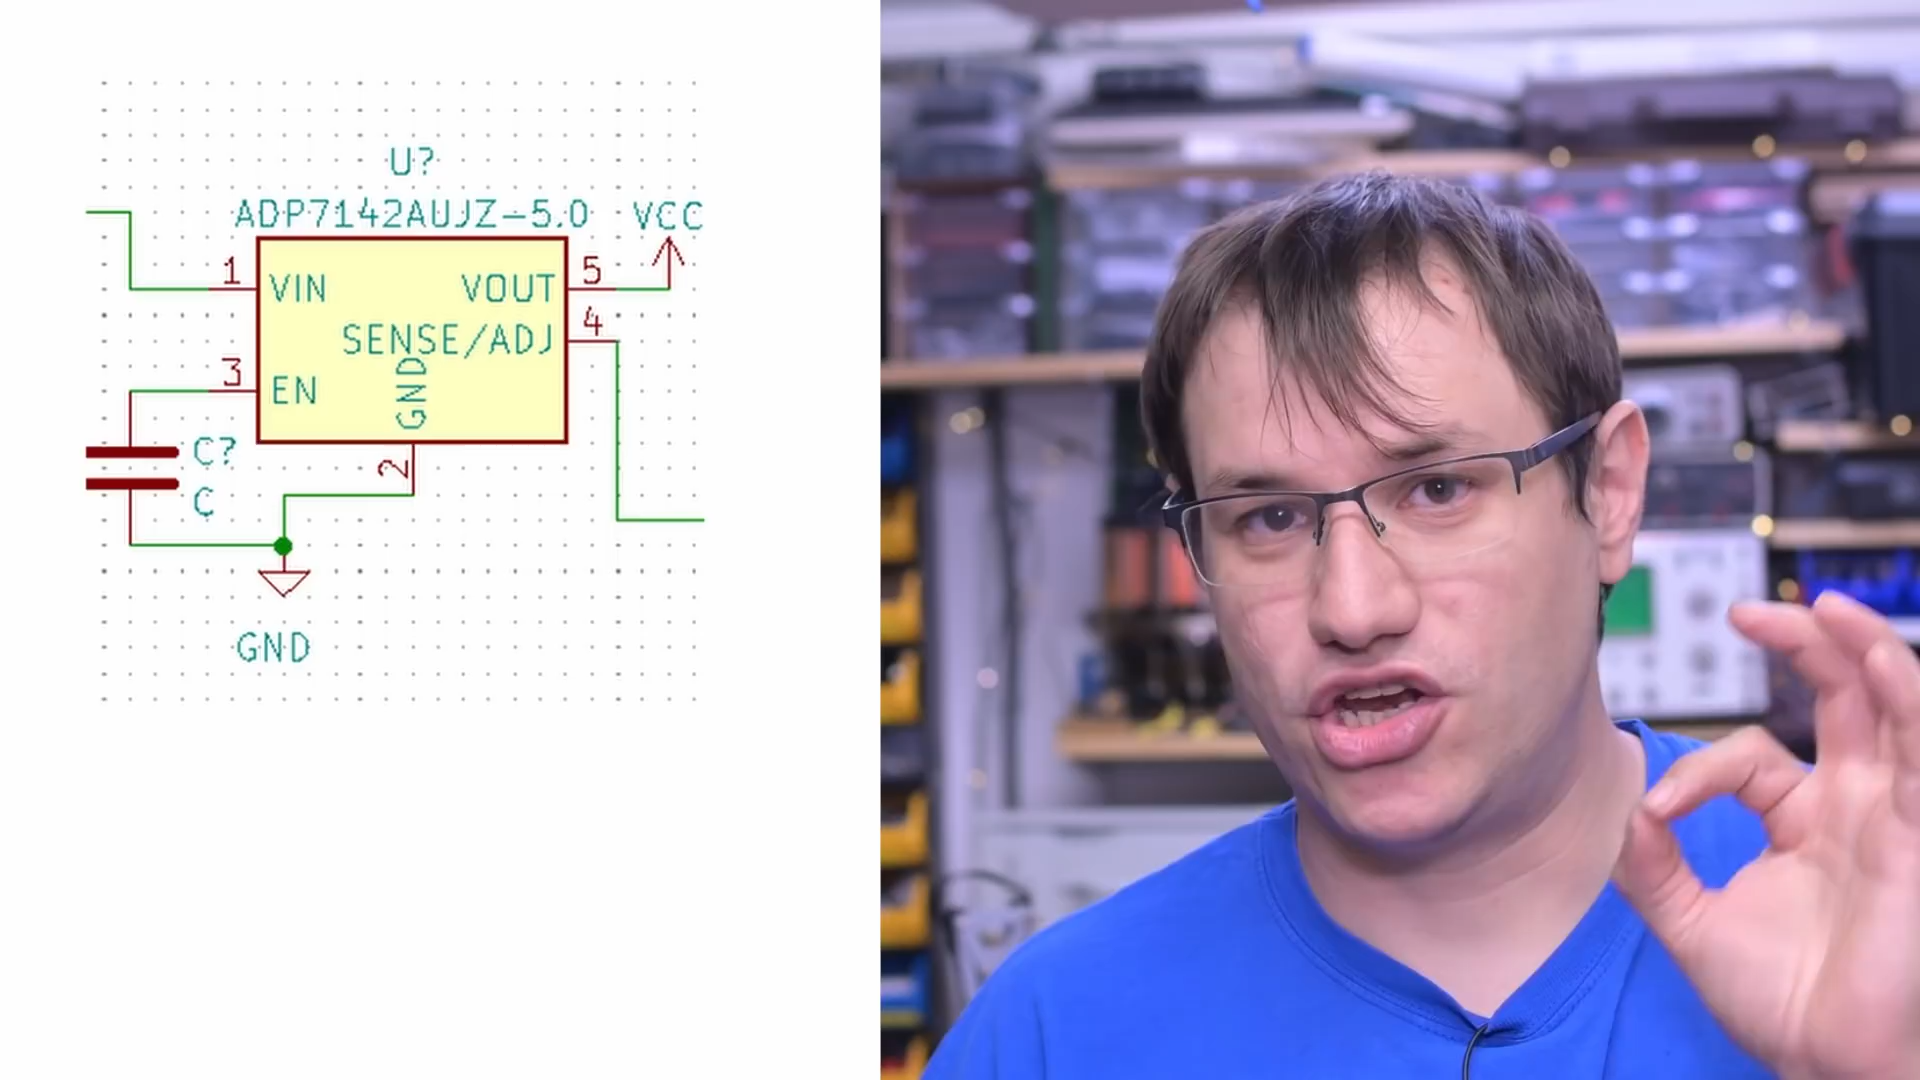 U?
ADP7142AUJZ-5.0 VCC
1 VIN VOUT 5
SENSE/ADJ 4
3 EN GND
C?
C
2
GND